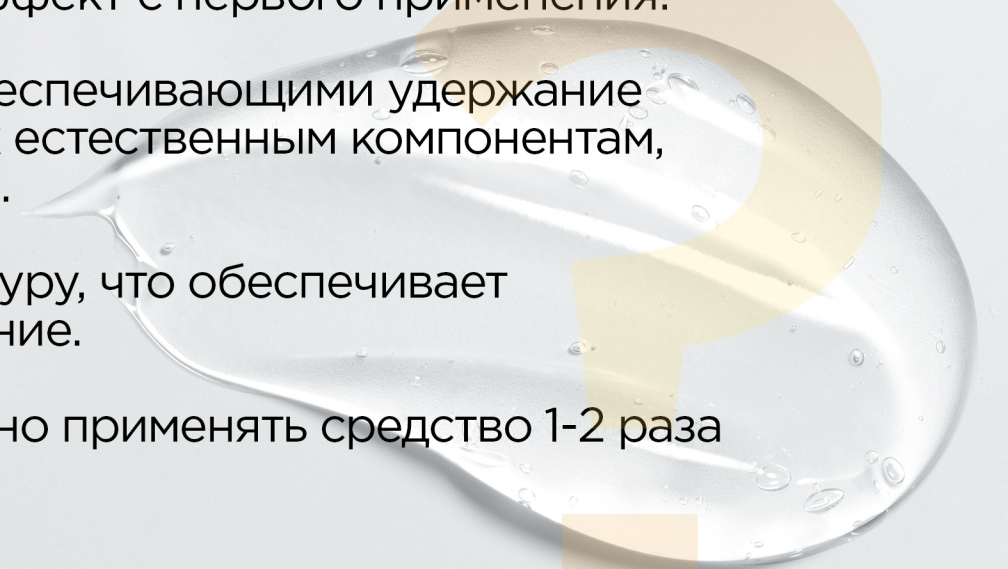 ффект с первого применения.
еспечивающими удержание
х естественным компонентам,
.
уру, что обеспечивает
ние.
но применять средство 1-2 раза
?